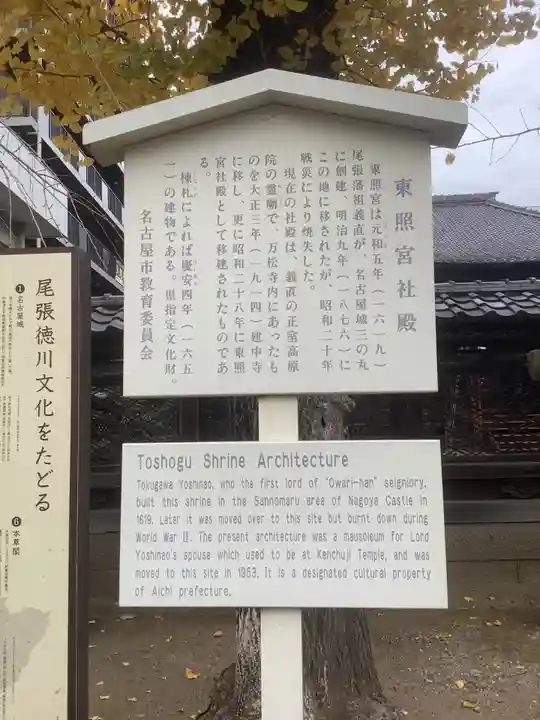 東照宮社殿
東照宮は元和五年(一六一九)
尾張藩祖義直が、名古屋城三の丸
に創建、明治九年(一八七六)に
この地に移されたが、昭和二十年
戦災により焼失した。
現在の社殿は、義直の正室高原
院の霊廟で、万松寺内にあったも
のを大正三年(一九一四)建中寺
に移し、更に昭和二十八年に東照
宮社殿として移建されたものであ
る。
棟札によれば慶安四年(一六五
一)の建物である。県指定文化財。
名古屋市教育委員会
Toshogu Shrine Architecture
Tokugawa Yoshinao, who the first lord of "Owari-han" seigniory,
built this shrine in the Sannomaru area of Nagoya Castle in
1619. Later it was moved over to this site but burnt down during
World War Ⅱ. The present architecture was a mausoleum for Lord
Yoshinao's spouse which used to be at Kenchuji Temple, and was
moved to this site in 1953. It is a designated cultural property
of Aichi prefecture.
尾張徳川文化をたどる
❶名古屋城
❻本草閣